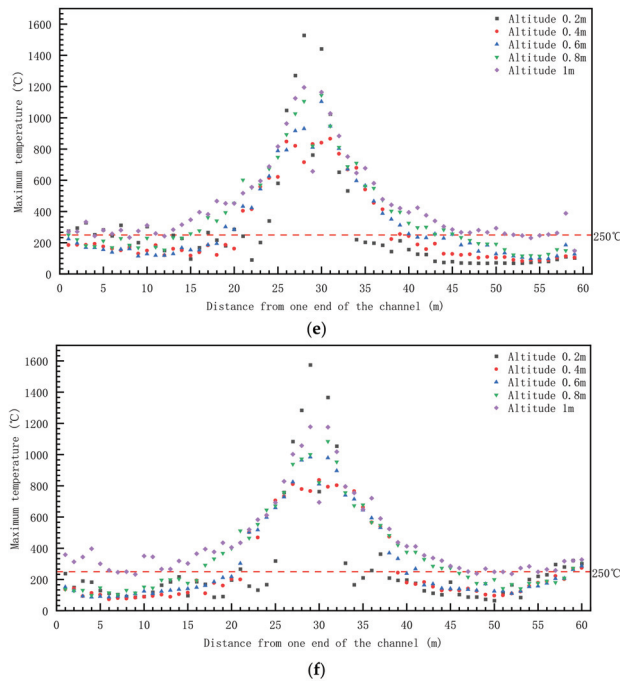 1600
1400
1200
1000
800
600
400
200
0
Maximum temperature (℃)
Altitude 0.2m
Altitude 0.4m
Altitude 0.6m
Altitude 0.8m
Altitude 1m
250℃
0 5 10 15 20 25 30 35 40 45 50 55 60
Distance from one end of the channel (m)
(e)
1600
1400
1200
1000
800
600
400
200
0
Maximum temperature (℃)
Altitude 0.2m
Altitude 0.4m
Altitude 0.6m
Altitude 0.8m
Altitude 1m
250℃
0 5 10 15 20 25 30 35 40 45 50 55 60
Distance from one end of the channel (m)
(f)